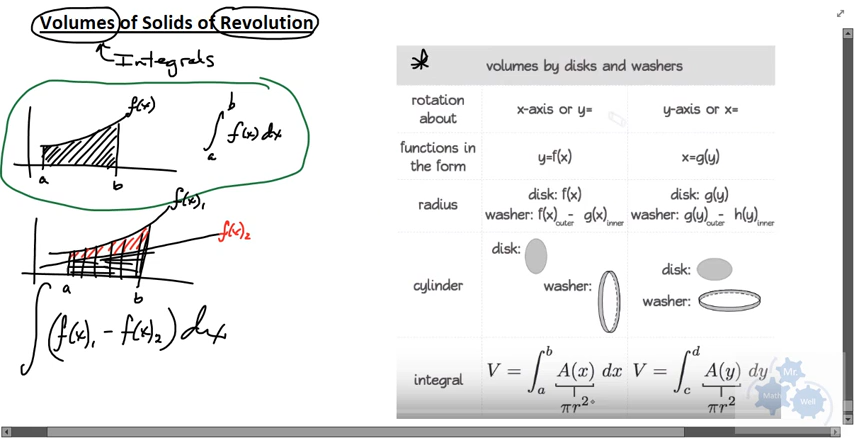 Volumes of Solids of Revolution
Integrals
f(x)
∫ₐᵇ f(x) dx
a b
f(x)₁
f(x)₂
a b
∫ (f(x)₁ - f(x)₂) dx
* volumes by disks and washers
rotation about x-axis or y= y-axis or x=
functions in the form y=f(x) x=g(y)
radius disk: f(x) disk: g(y)
washer: f(x)outer - g(x)inner washer: g(y)outer - h(y)inner
cylinder disk: disk:
washer: washer:
integral V = ∫ₐᵇ A(x) dx V = ∫꜀ᵈ A(y) dy
πr² πr²
Mr.
Math Well